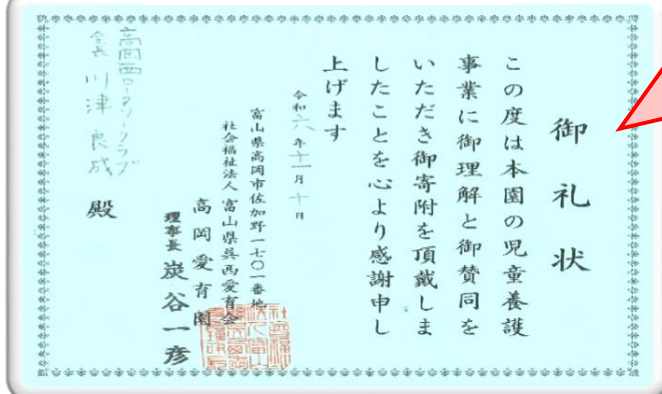 御礼状
この度は本園の児童養護
事業に御理解と御賛同を
いただき御寄附を頂戴しま
したことを心より感謝申し
上げます
令和六年十一月十日
富山県高岡市佐加野一七〇一番地
社会福祉法人 富山県呉西愛育会
高岡愛育園
理事長 炭谷一彦
高岡西ロータリークラブ
会長 川津良成 殿